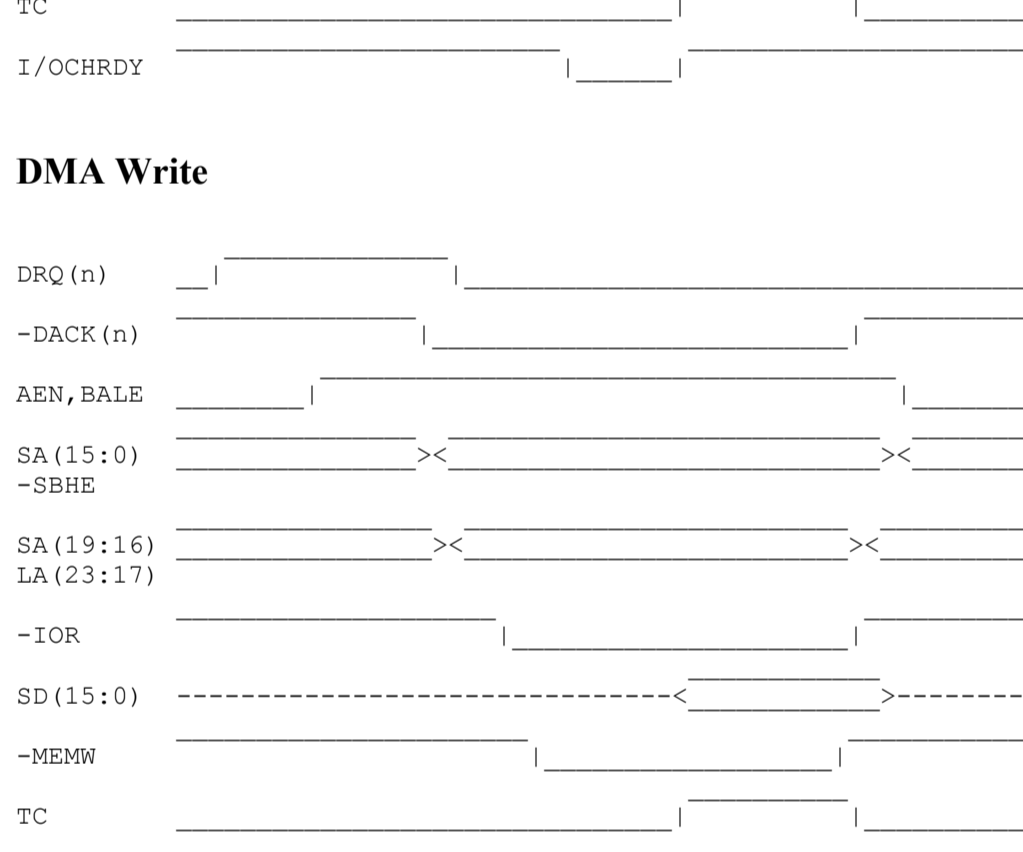 TC
I/OCHRDY
DMA Write
DRQ(n)
-DACK(n)
AEN,BALE
SA(15:0)
-SBHE
SA(19:16)
LA(23:17)
-IOR
SD(15:0)
-MEMW
TC